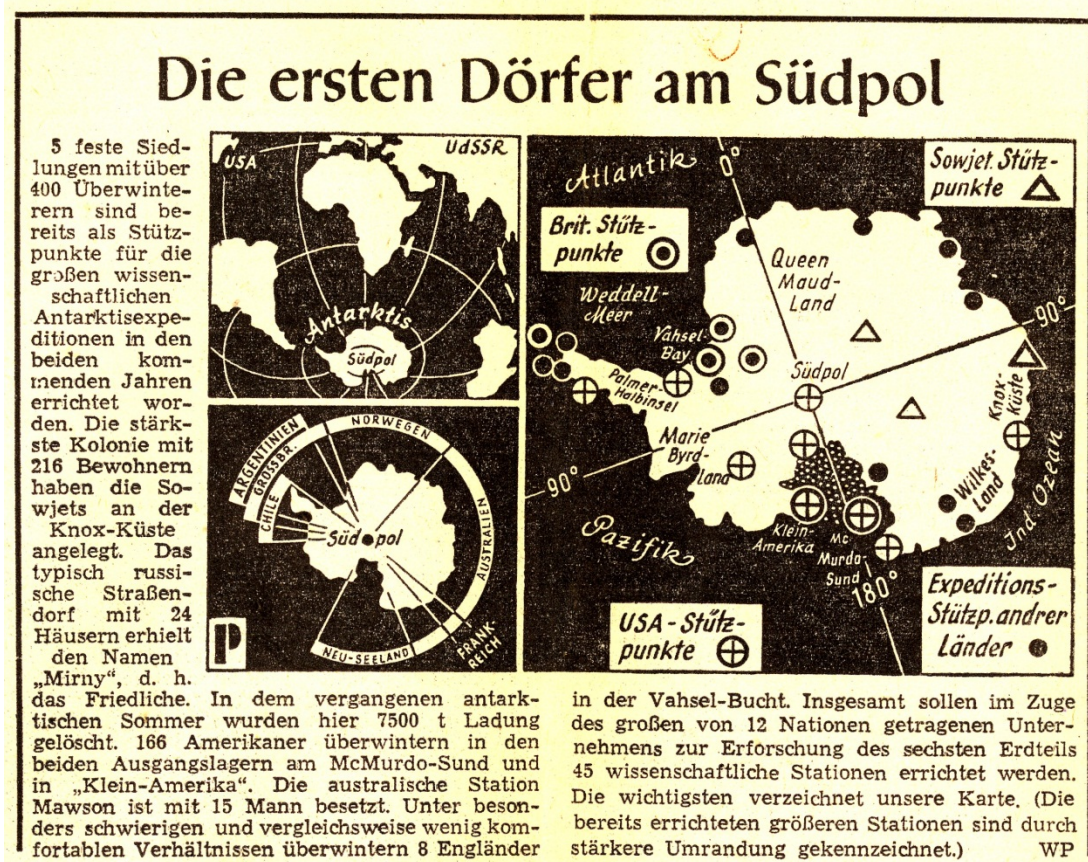 Die ersten Dörfer am Südpol
5 feste Sied-
lungen mit über
400 Überwinte-
rern sind be-
reits als Stütz-
punkte für die
großen wissen-
schaftlichen
Antarktisexpe-
ditionen in den
beiden kom-
menden Jahren
errichtet wor-
den. Die stärk-
ste Kolonie mit
216 Bewohnern
haben die So-
wjets an der
Knox-Küste
angelegt. Das
typisch russi-
sche Straßen-
dorf mit 24
Häusern erhielt
den Namen
„Mirny“, d. h.
das Friedliche. In dem vergangenen antark-
tischen Sommer wurden hier 7500 t Ladung
gelöscht. 166 Amerikaner überwintern in den
beiden Ausgangslagern am McMurdo-Sund und
in „Klein-Amerika“. Die australische Station
Mawson ist mit 15 Mann besetzt. Unter beson-
ders schwierigen und vergleichsweise wenig kom-
fortablen Verhältnissen überwintern 8 Engländer
in der Vahsel-Bucht. Insgesamt sollen im Zuge
des großen von 12 Nationen getragenen Unter-
nehmens zur Erforschung des sechsten Erdteils
45 wissenschaftliche Stationen errichtet werden.
Die wichtigsten verzeichnet unsere Karte. (Die
bereits errichteten größeren Stationen sind durch
stärkere Umrandung gekennzeichnet.) WP
USA
UdSSR
Antarktis
Südpol
ARGENTINIEN
GROSSBR.
CHILE
NORWEGEN
AUSTRALIEN
Südpol
NEU-SEELAND
FRANK-
REICH
P
Atlantik
0°
Sowjet. Stütz-
punkte
Brit. Stütz-
punkte
Queen
Maud-
Land
Weddell-
Meer
Vahsel-
Bay
90°
Palmer-
Halbinsel
Südpol
Knox-
Küste
Marie
Byrd-
Land
90°
Wilkes-
Land
Ind. Ozean
Pazifik
Klein-
Amerika
Mc
Murdo-
Sund
180°
USA-Stütz-
punkte
Expeditions-
Stützp. andrer
Länder